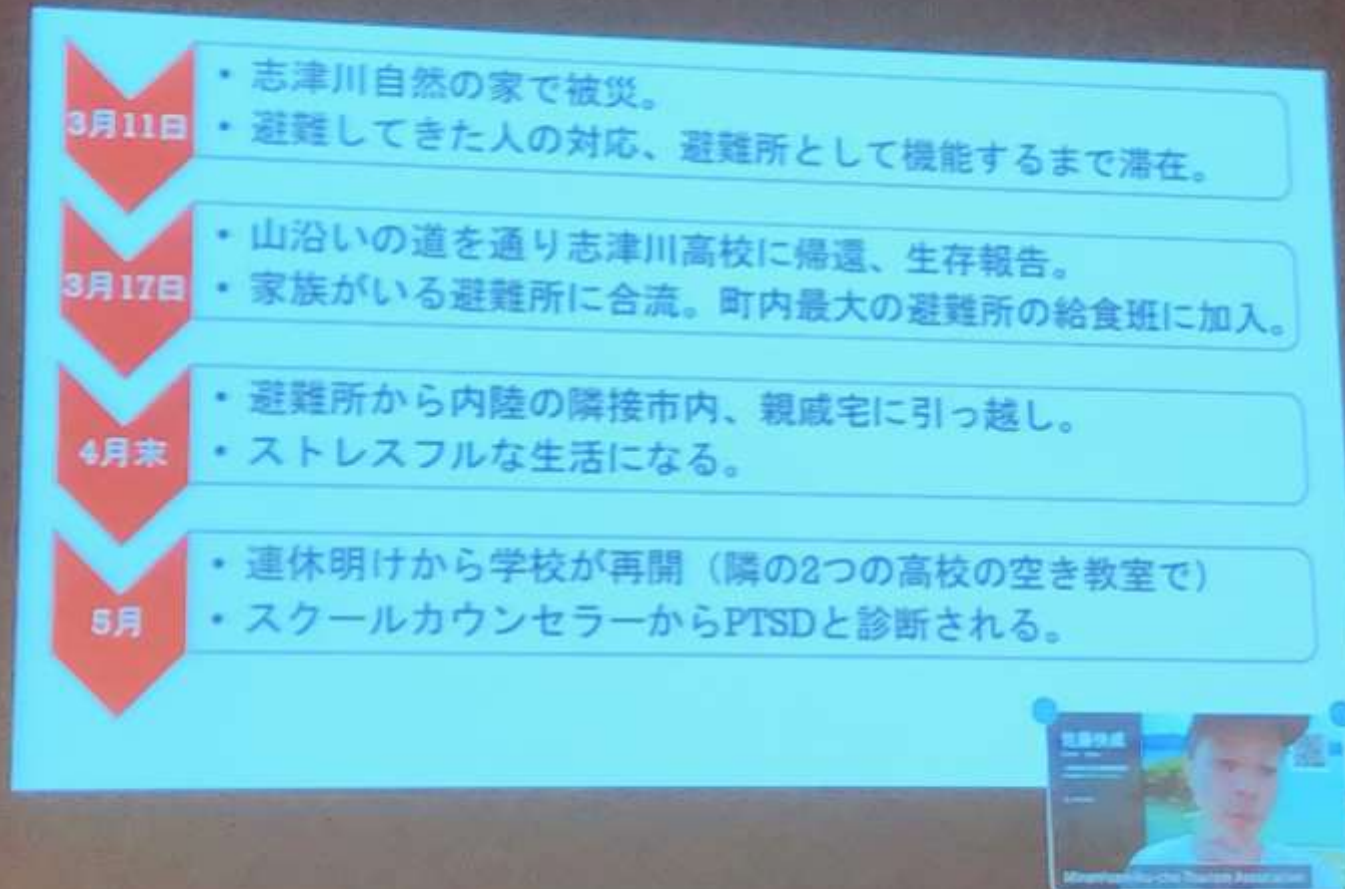 3月11日
• 志津川自然の家で被災。
• 避難してきた人の対応、避難所として機能するまで滞在。
3月17日
• 山沿いの道を通り志津川高校に帰還、生存報告。
• 家族がいる避難所に合流。町内最大の避難所の給食班に加入。
4月末
• 避難所から内陸の隣接市内、親戚宅に引っ越し。
• ストレスフルな生活になる。
5月
• 連休明けから学校が再開（隣の2つの高校の空き教室で）
• スクールカウンセラーからPTSDと診断される。
Tourism Association